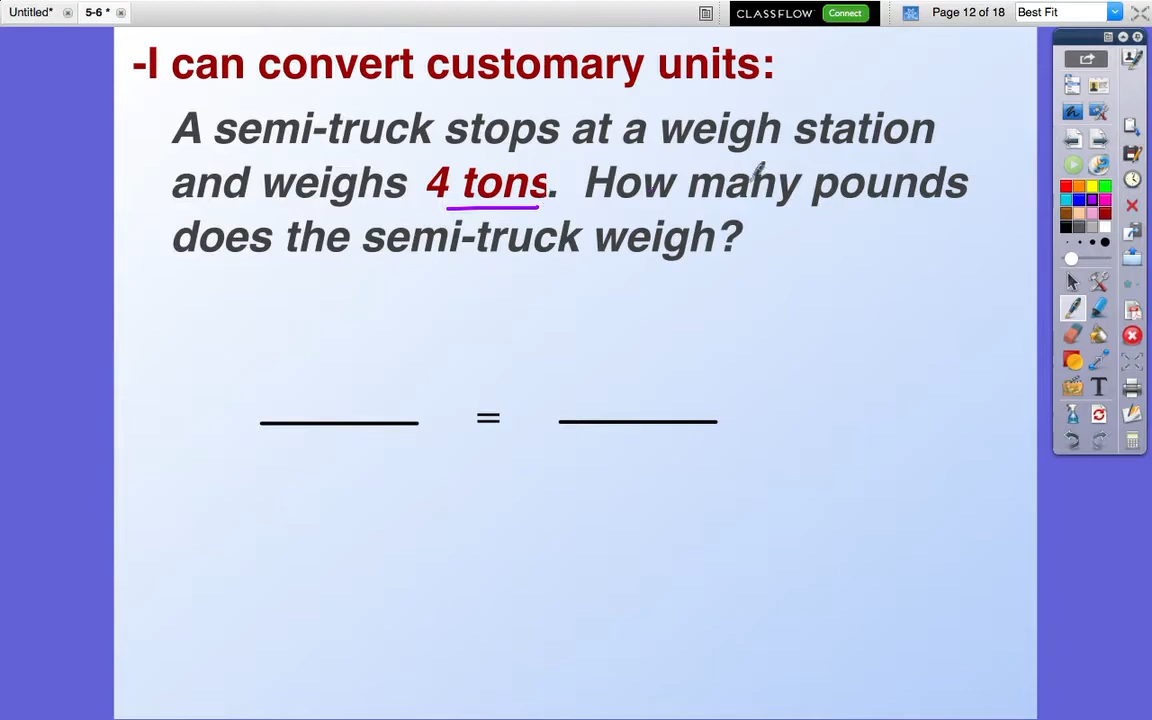 Untitled* 5-6 * CLASSFLOW Connect Page 12 of 18 Best Fit
-I can convert customary units:
A semi-truck stops at a weigh station
and weighs 4 tons. How many pounds
does the semi-truck weigh?
=
T